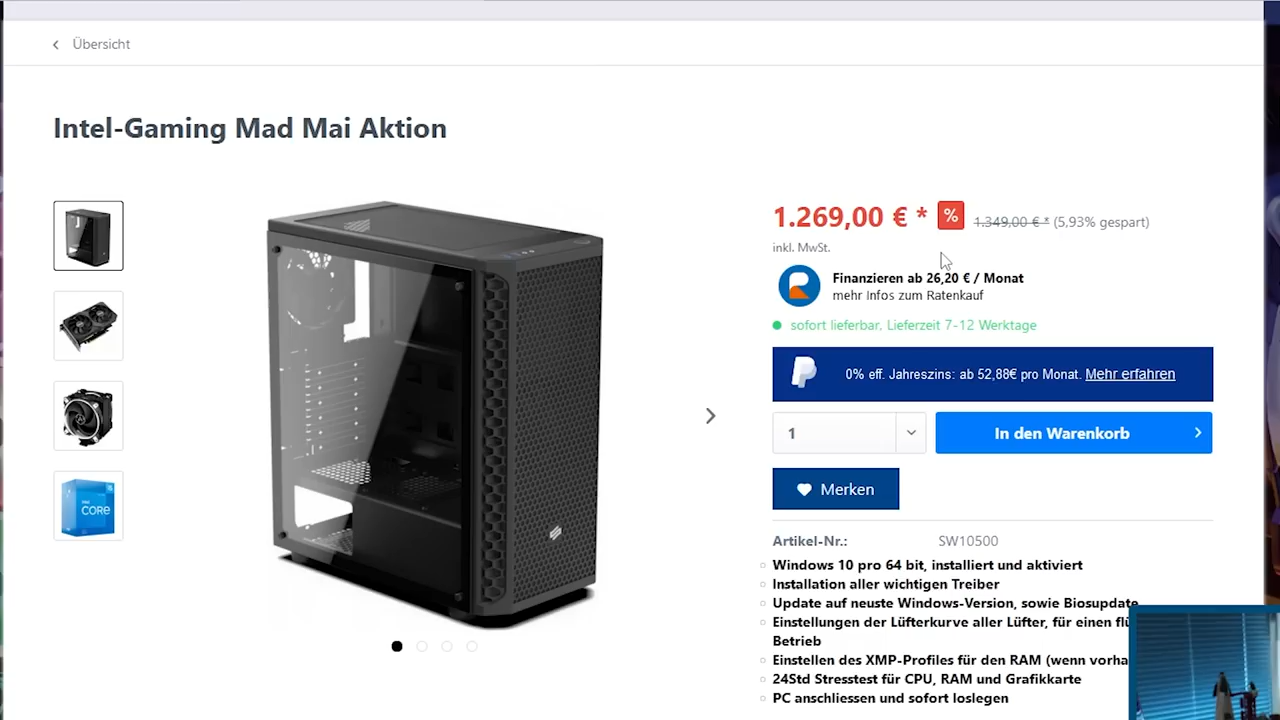 Übersicht
Intel-Gaming Mad Mai Aktion
1.269,00 € * % 1.349,00 € * (5,93% gespart)
inkl. MwSt.
Finanzieren ab 26,20 € / Monat
mehr Infos zum Ratenkauf
sofort lieferbar, Lieferzeit 7-12 Werktage
0% eff. Jahreszins: ab 52,88€ pro Monat. Mehr erfahren
1
In den Warenkorb
Merken
Artikel-Nr.: SW10500
Windows 10 pro 64 bit, installiert und aktiviert
Installation aller wichtigen Treiber
Update auf neuste Windows-Version, sowie Biosupdate
Einstellungen der Lüfterkurve aller Lüfter, für einen
Betrieb
Einstellen des XMP-Profiles für den RAM (wenn
24Std Stresstest für CPU, RAM und Grafikkarte
PC anschliessen und sofort loslegen
CORE